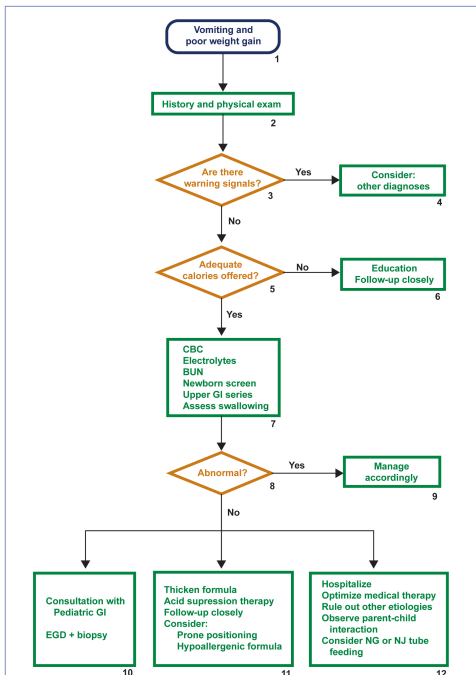 Vomiting and
poor weight gain
1
History and physical exam
2
Are there
warning signals?
3
Yes
Consider:
other diagnoses
4
No
Adequate
calories offered?
5
No
Education
Follow-up closely
6
Yes
CBC
Electrolytes
BUN
Newborn screen
Upper GI series
Assess swallowing
7
Abnormal?
8
Yes
Manage
accordingly
9
No
Consultation with
Pediatric GI
EGD + biopsy
10
Thicken formula
Acid supression therapy
Follow-up closely
Consider:
Prone positioning
Hypoallergenic formula
11
Hospitalize
Optimize medical therapy
Rule out other etiologies
Observe parent-child
interaction
Consider NG or NJ tube
feeding
12